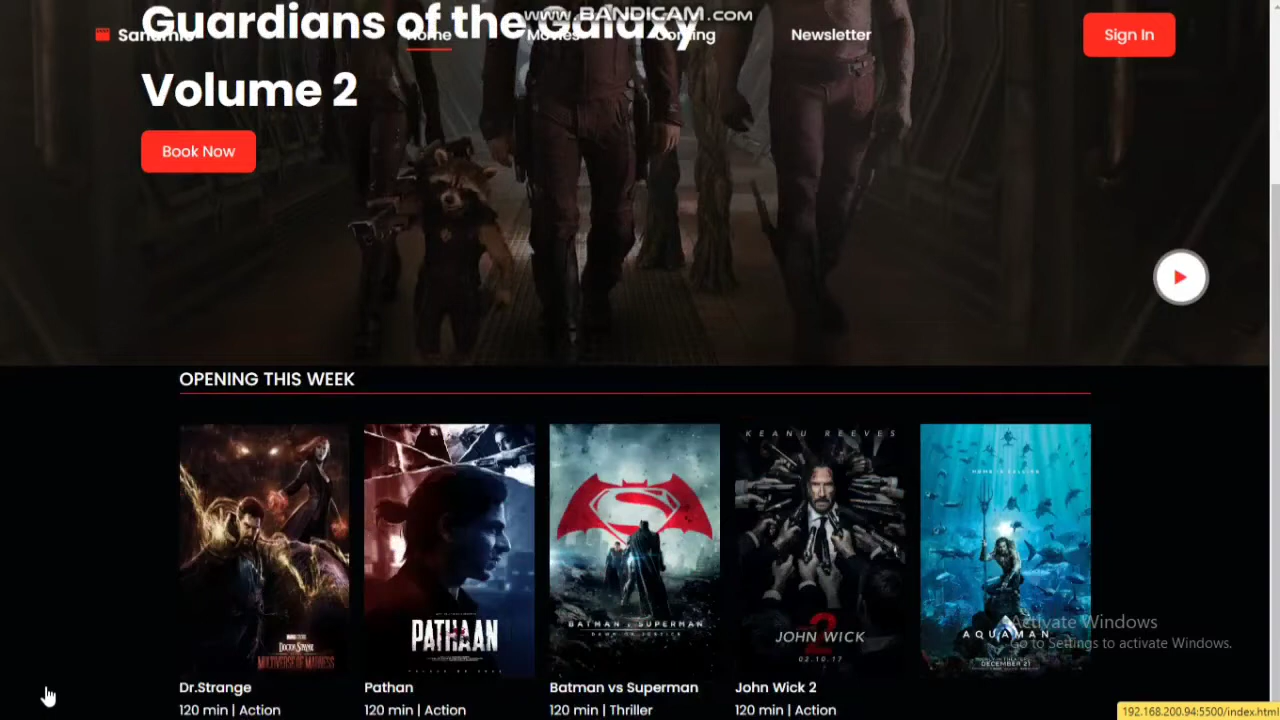 www.BANDICAM.com
Guardians of the Galaxy
Home Movies Coming Newsletter Sign In
Volume 2
Book Now
OPENING THIS WEEK
KEANU REEVES
HOME IS CALLING
PATHAAN
BATMAN v SUPERMAN
DAWN OF JUSTICE
2
JOHN WICK
02.10.17
AQUAMAN
DECEMBER 21
DOCTOR STRANGE
MULTIVERSE OF MADNESS
Activate Windows
Go to Settings to activate Windows.
Dr.Strange Pathan Batman vs Superman John Wick 2
120 min | Action 120 min | Action 120 min | Thriller 120 min | Action
192.168.200.94:5500/index.html